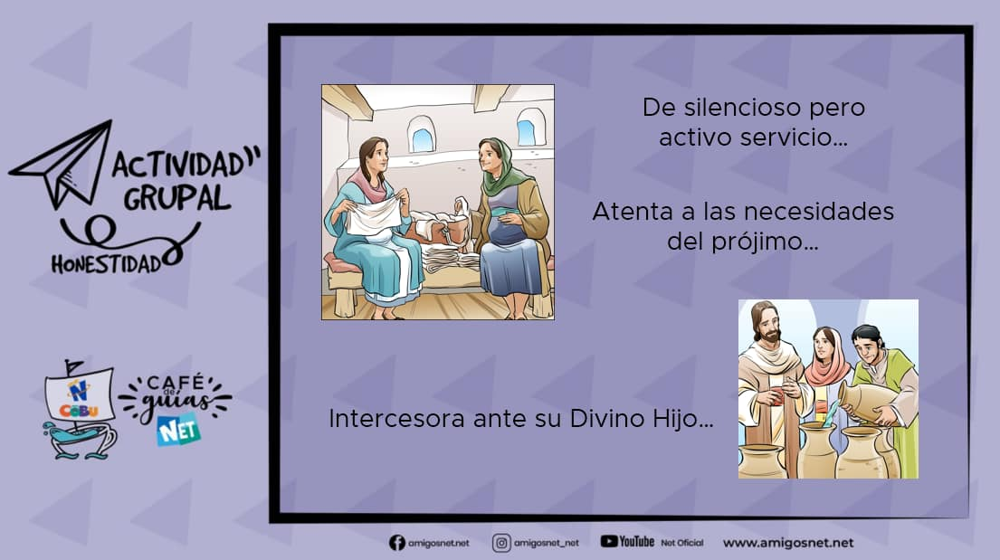 ACTIVIDAD
GRUPAL
HONESTIDAD
N
COBU
CAFÉ
de
guías
NET
De silencioso pero
activo servicio...
Atenta a las necesidades
del prójimo...
Intercesora ante su Divino Hijo...
amigosnet.net
amigosnet_net
YouTube Net Oficial
www.amigosnet.net